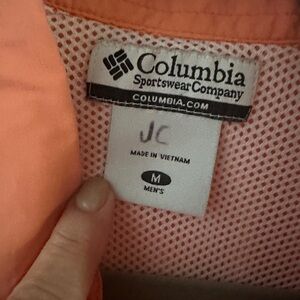 Columbia
Sportswear Company
COLUMBIA.COM
JC
MADE IN VIETNAM
M
MEN'S